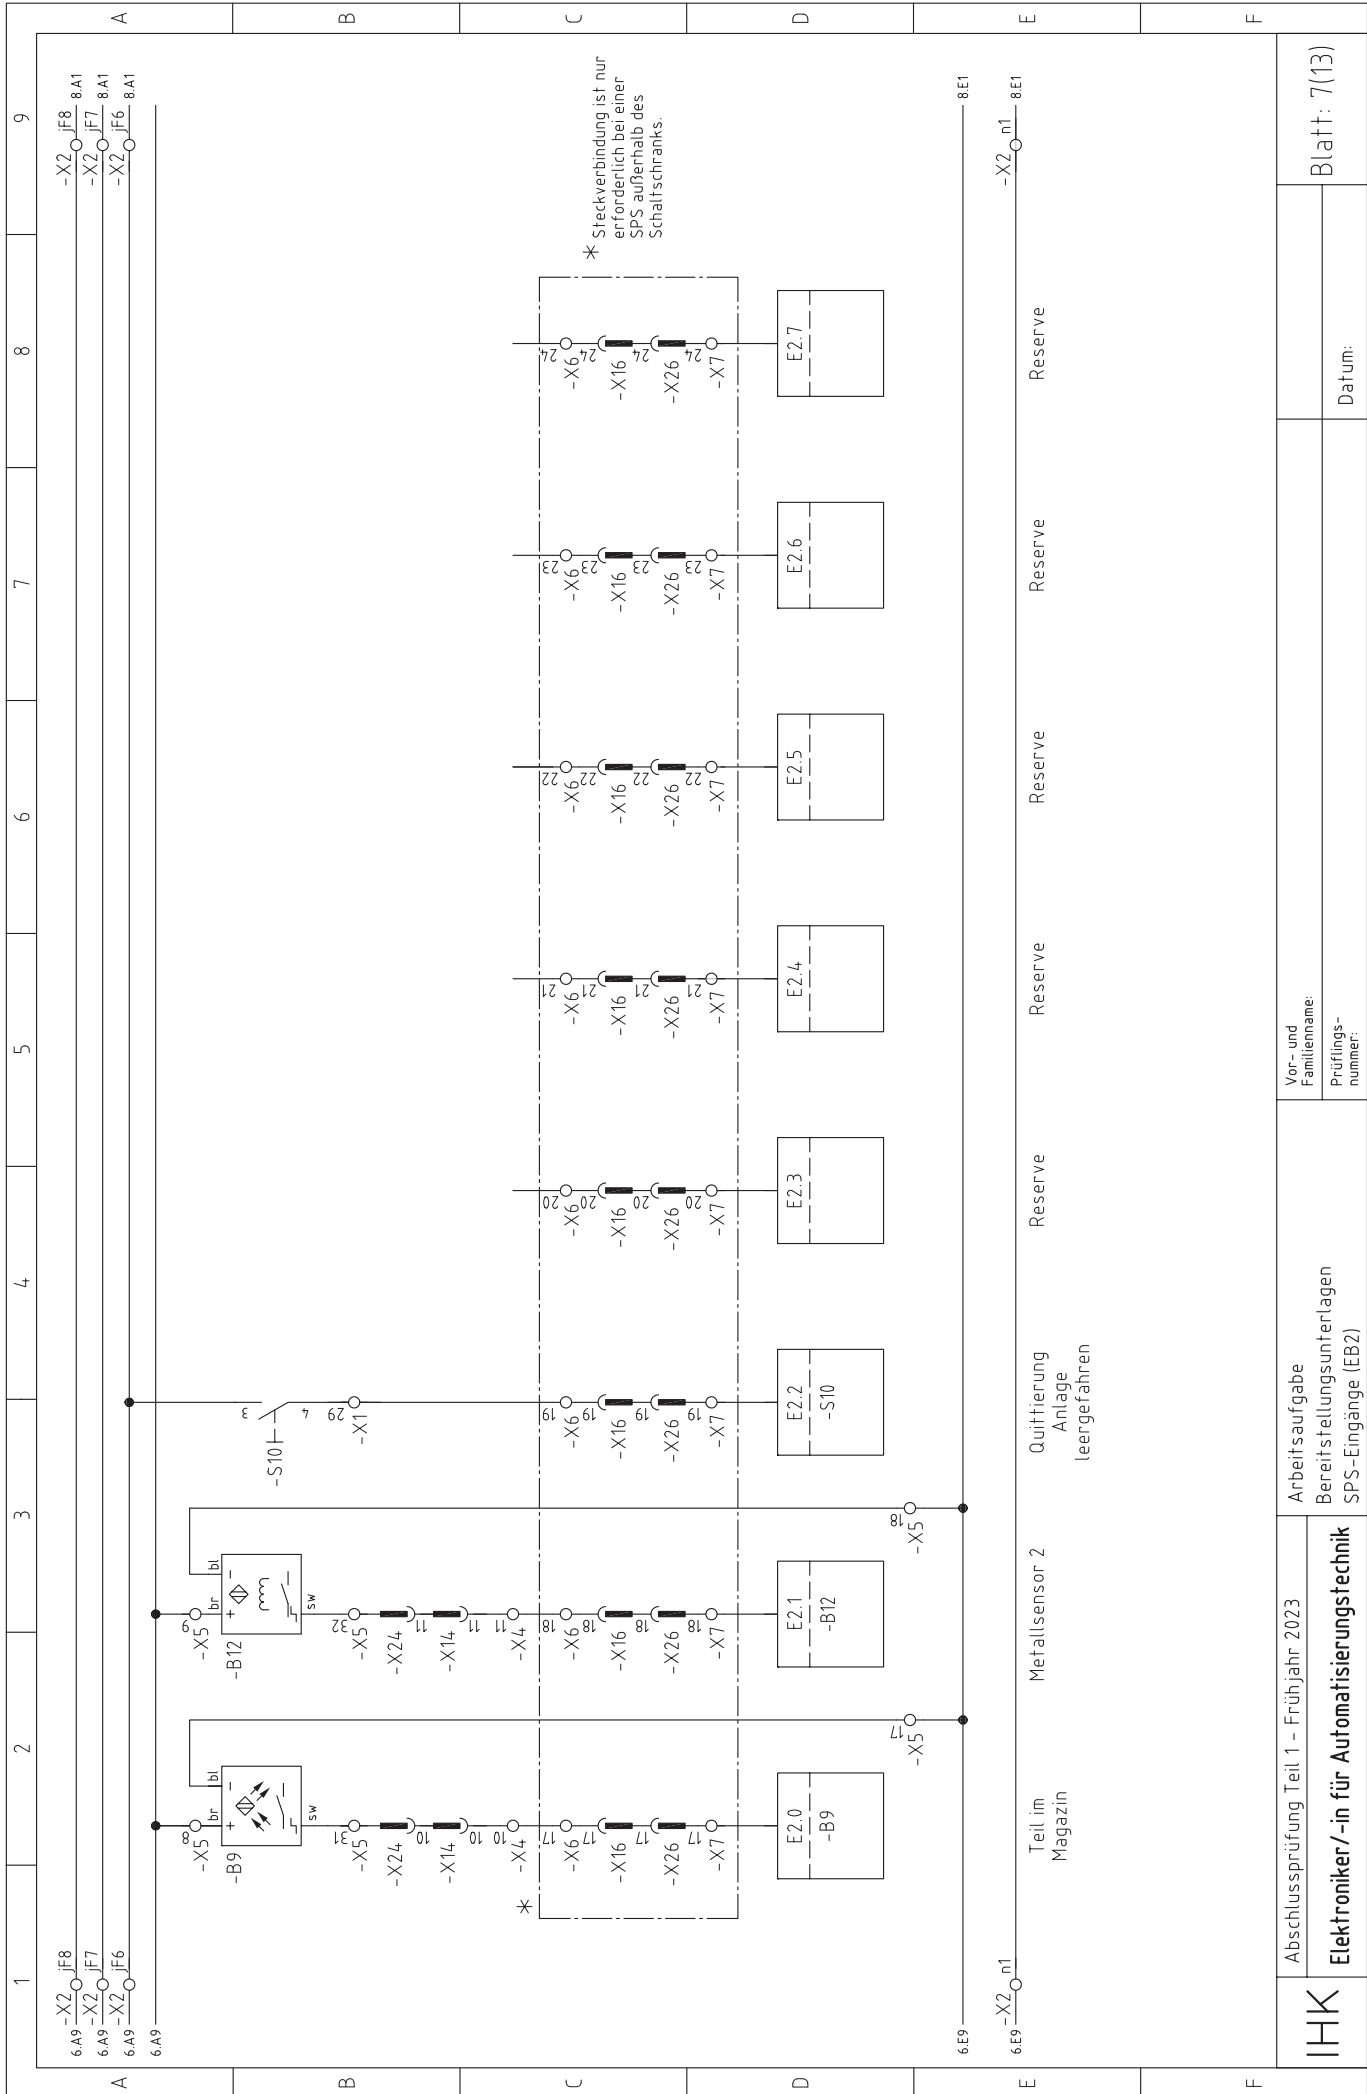 1 2 3 4 5 6 7 8 9
A
B
C
D
E
F
A
B
C
D
E
F
6.A9 -X2 jF8
6.A9 -X2 jF7
6.A9 -X2 jF6
6.A9
-X2 jF8 8.A1
-X2 jF7 8.A1
-X2 jF6 8.A1
8
-X5
br bl
+ -
-B9
sw
31
-X5
-X24
10
-X14
10
10
-X4
17
-X6
17
-X16
17
-X26
17
-X7
E2.0
-B9
17
-X5
9
-X5
br bl
+ -
-B12
sw
32
-X5
-X24
11
-X14
11
11
-X4
18
-X6
18
-X16
18
-X26
18
-X7
E2.1
-B12
18
-X5
3
-S10
4
29
-X1
19
-X6
19
-X16
19
-X26
19
-X7
E2.2
-S10
20
-X6
20
-X16
20
-X26
20
-X7
E2.3
21
-X6
21
-X16
21
-X26
21
-X7
E2.4
22
-X6
22
-X16
22
-X26
22
-X7
E2.5
23
-X6
23
-X16
23
-X26
23
-X7
E2.6
24
-X6
24
-X16
24
-X26
24
-X7
E2.7
*
* Steckverbindung ist nur
erforderlich bei einer
SPS außerhalb des
Schaltschranks.
6.E9
8.E1
6.E9 -X2 n1
-X2 n1 8.E1
Teil im
Magazin
Metallsensor 2
Quittierung
Anlage
leergefahren
Reserve
Reserve
Reserve
Reserve
Reserve
IHK
Abschlussprüfung Teil 1 - Frühjahr 2023
Elektroniker/-in für Automatisierungstechnik
Arbeitsaufgabe
Bereitstellungsunterlagen
SPS-Eingänge (EB2)
Vor- und
Familienname:
Prüflings-
nummer:
Datum:
Blatt: 7(13)